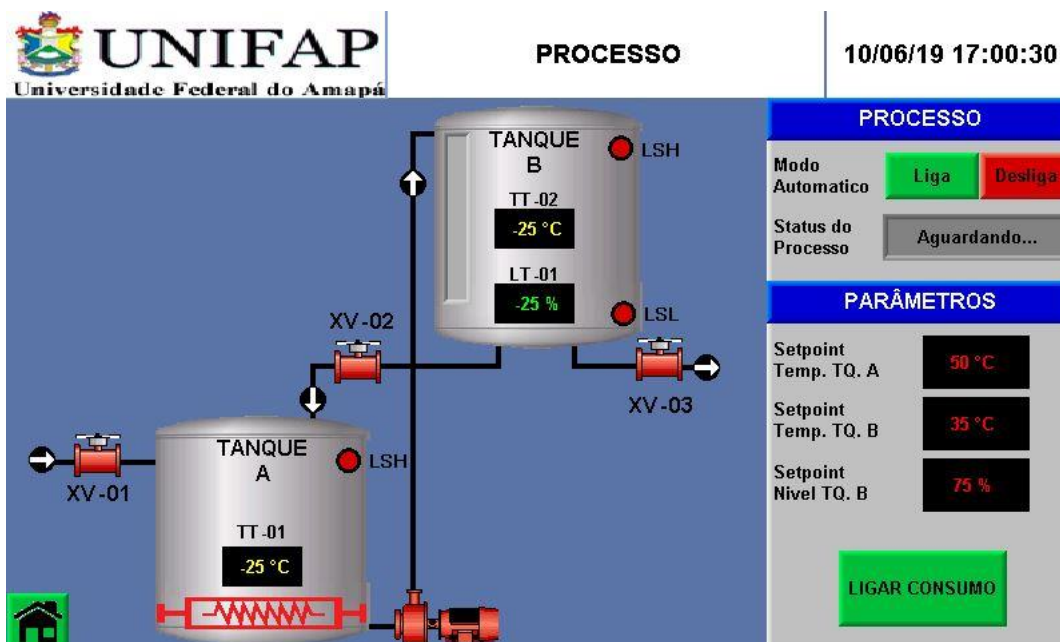 UNIFAP
Universidade Federal do Amapá
PROCESSO
10/06/19 17:00:30
TANQUE
B
LSH
TT-02
-25 °C
LT-01
-25 %
LSL
XV-02
XV-03
TANQUE
A
LSH
XV-01
TT-01
-25 °C
PROCESSO
Modo
Automatico
Liga
Desliga
Status do
Processo
Aguardando...
PARÂMETROS
Setpoint
Temp. TQ. A
50 °C
Setpoint
Temp. TQ. B
35 °C
Setpoint
Nivel TQ. B
75 %
LIGAR CONSUMO